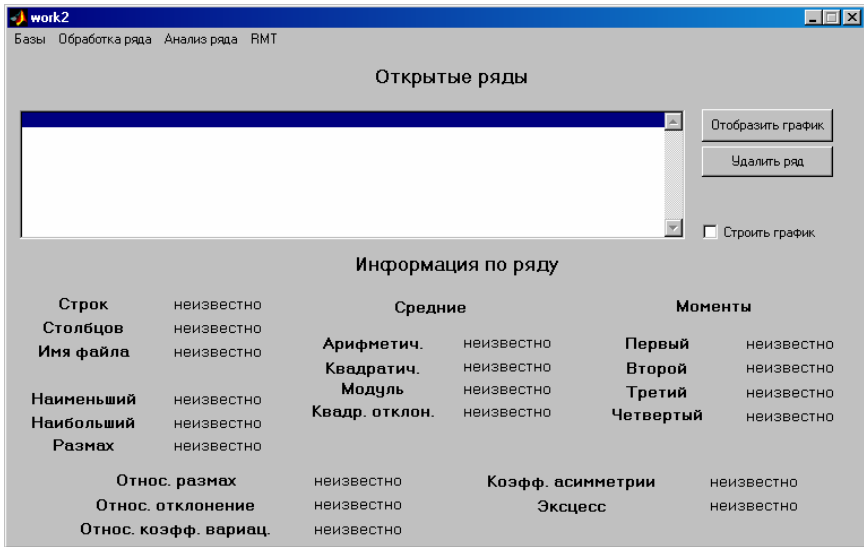 work2
Базы Обработка ряда Анализ ряда RMT
Открытые ряды
Отобразить график
Удалить ряд
Строить график
Информация по ряду
Строк неизвестно
Столбцов неизвестно
Имя файла неизвестно
Наименьший неизвестно
Наибольший неизвестно
Размах неизвестно
Средние
Арифметич. неизвестно
Квадратич. неизвестно
Модуль неизвестно
Квадр. отклон. неизвестно
Моменты
Первый неизвестно
Второй неизвестно
Третий неизвестно
Четвертый неизвестно
Относ. размах неизвестно
Относ. отклонение неизвестно
Относ. коэфф. вариац. неизвестно
Коэфф. асимметрии неизвестно
Эксцесс неизвестно